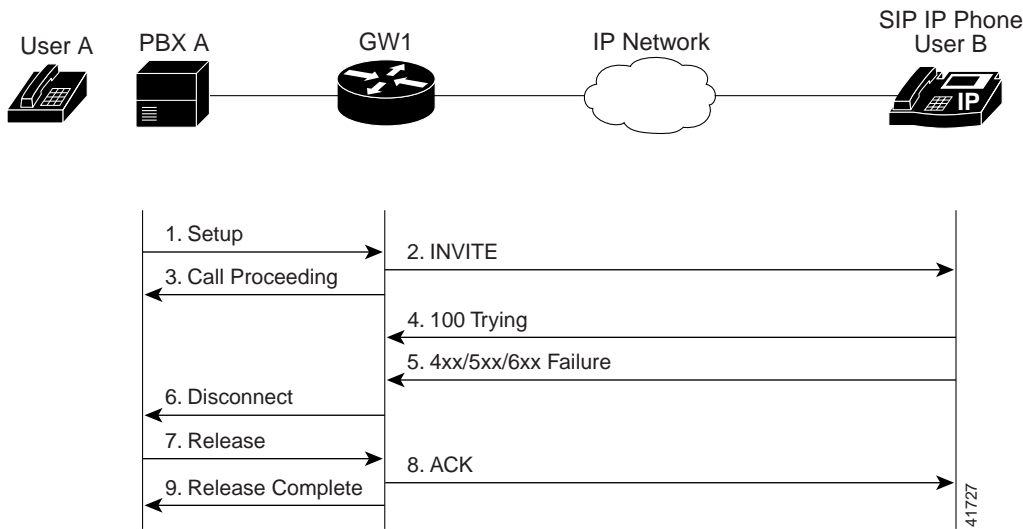 User A
PBX A
GW1
IP Network
SIP IP Phone
User B
IP
1. Setup
2. INVITE
3. Call Proceeding
4. 100 Trying
5. 4xx/5xx/6xx Failure
6. Disconnect
7. Release
8. ACK
9. Release Complete
41727